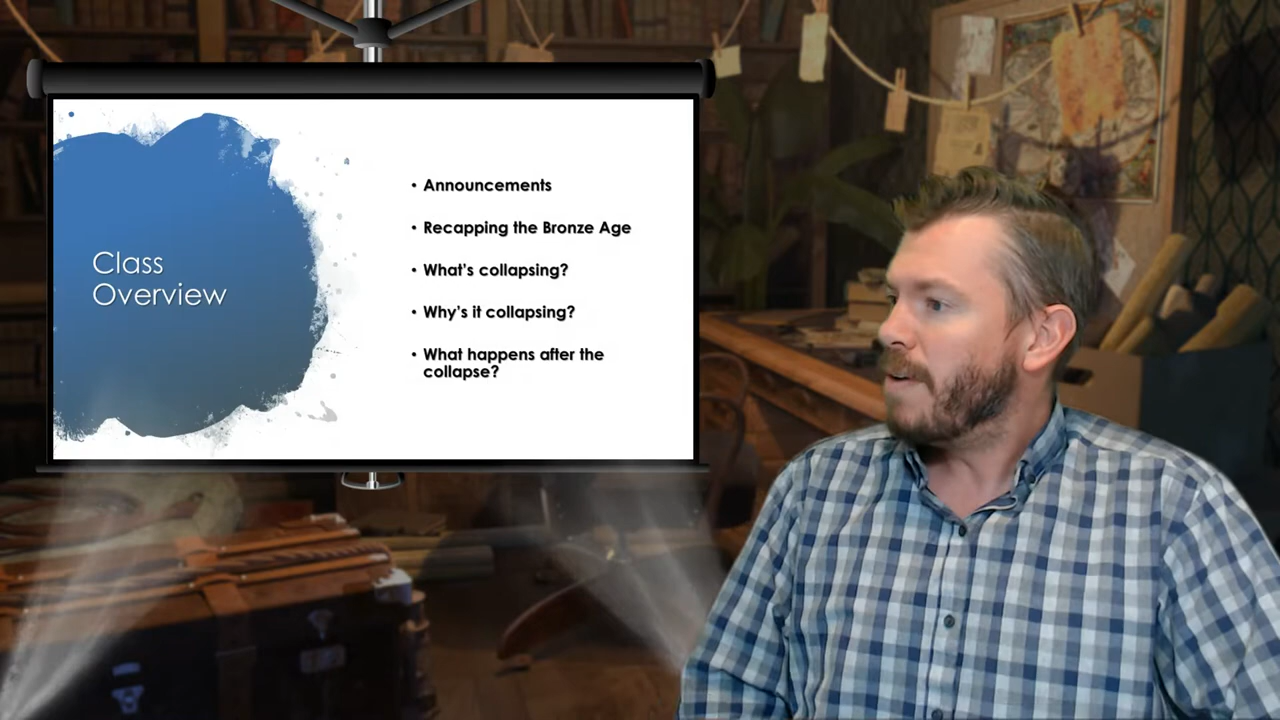 Class
Overview
• Announcements
• Recapping the Bronze Age
• What's collapsing?
• Why's it collapsing?
• What happens after the
collapse?